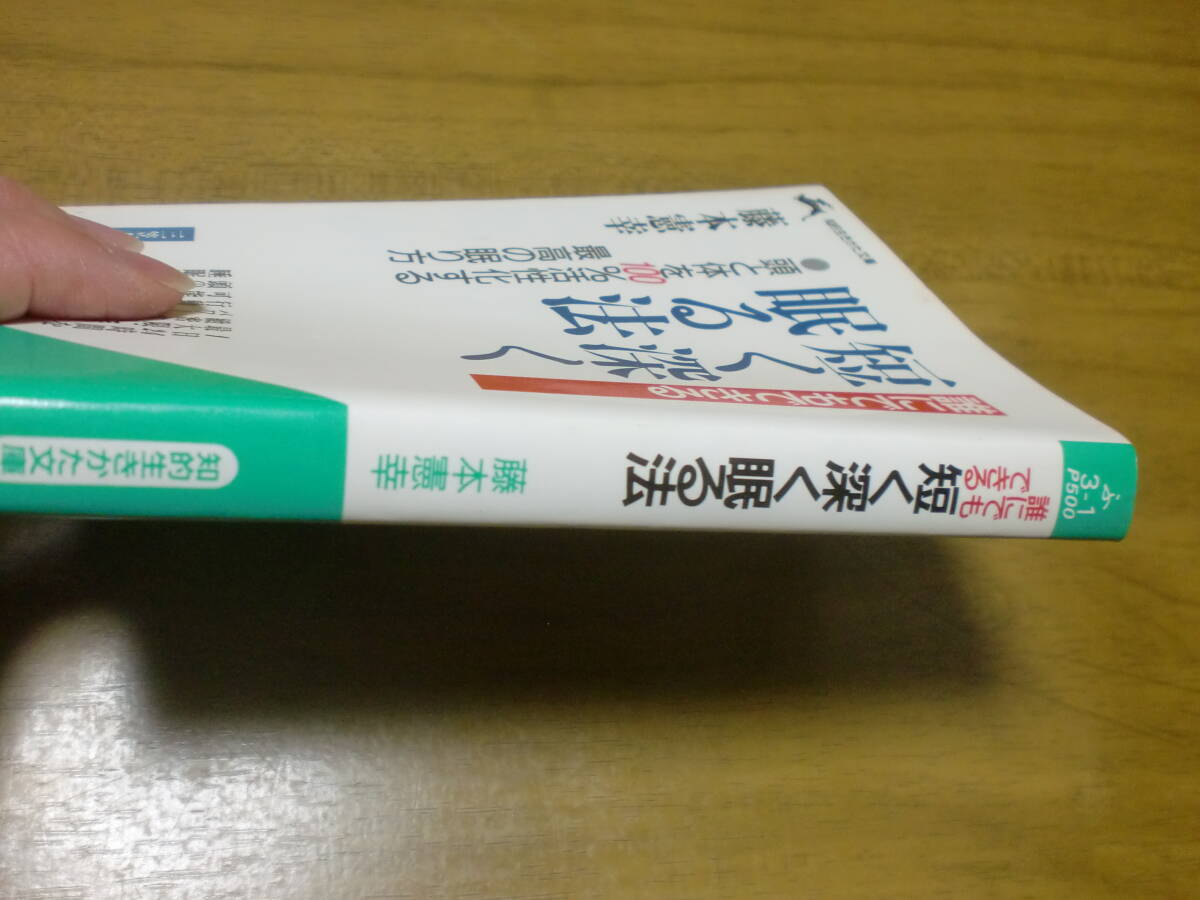 誰にでもできる
短く深く
眠る法
●頭と体を100%活性化する
最高の眠り方
藤本憲幸
ふ
3-1
P500
誰にでも
できる
短く深く眠る法
藤本憲幸
知的生きかた文庫